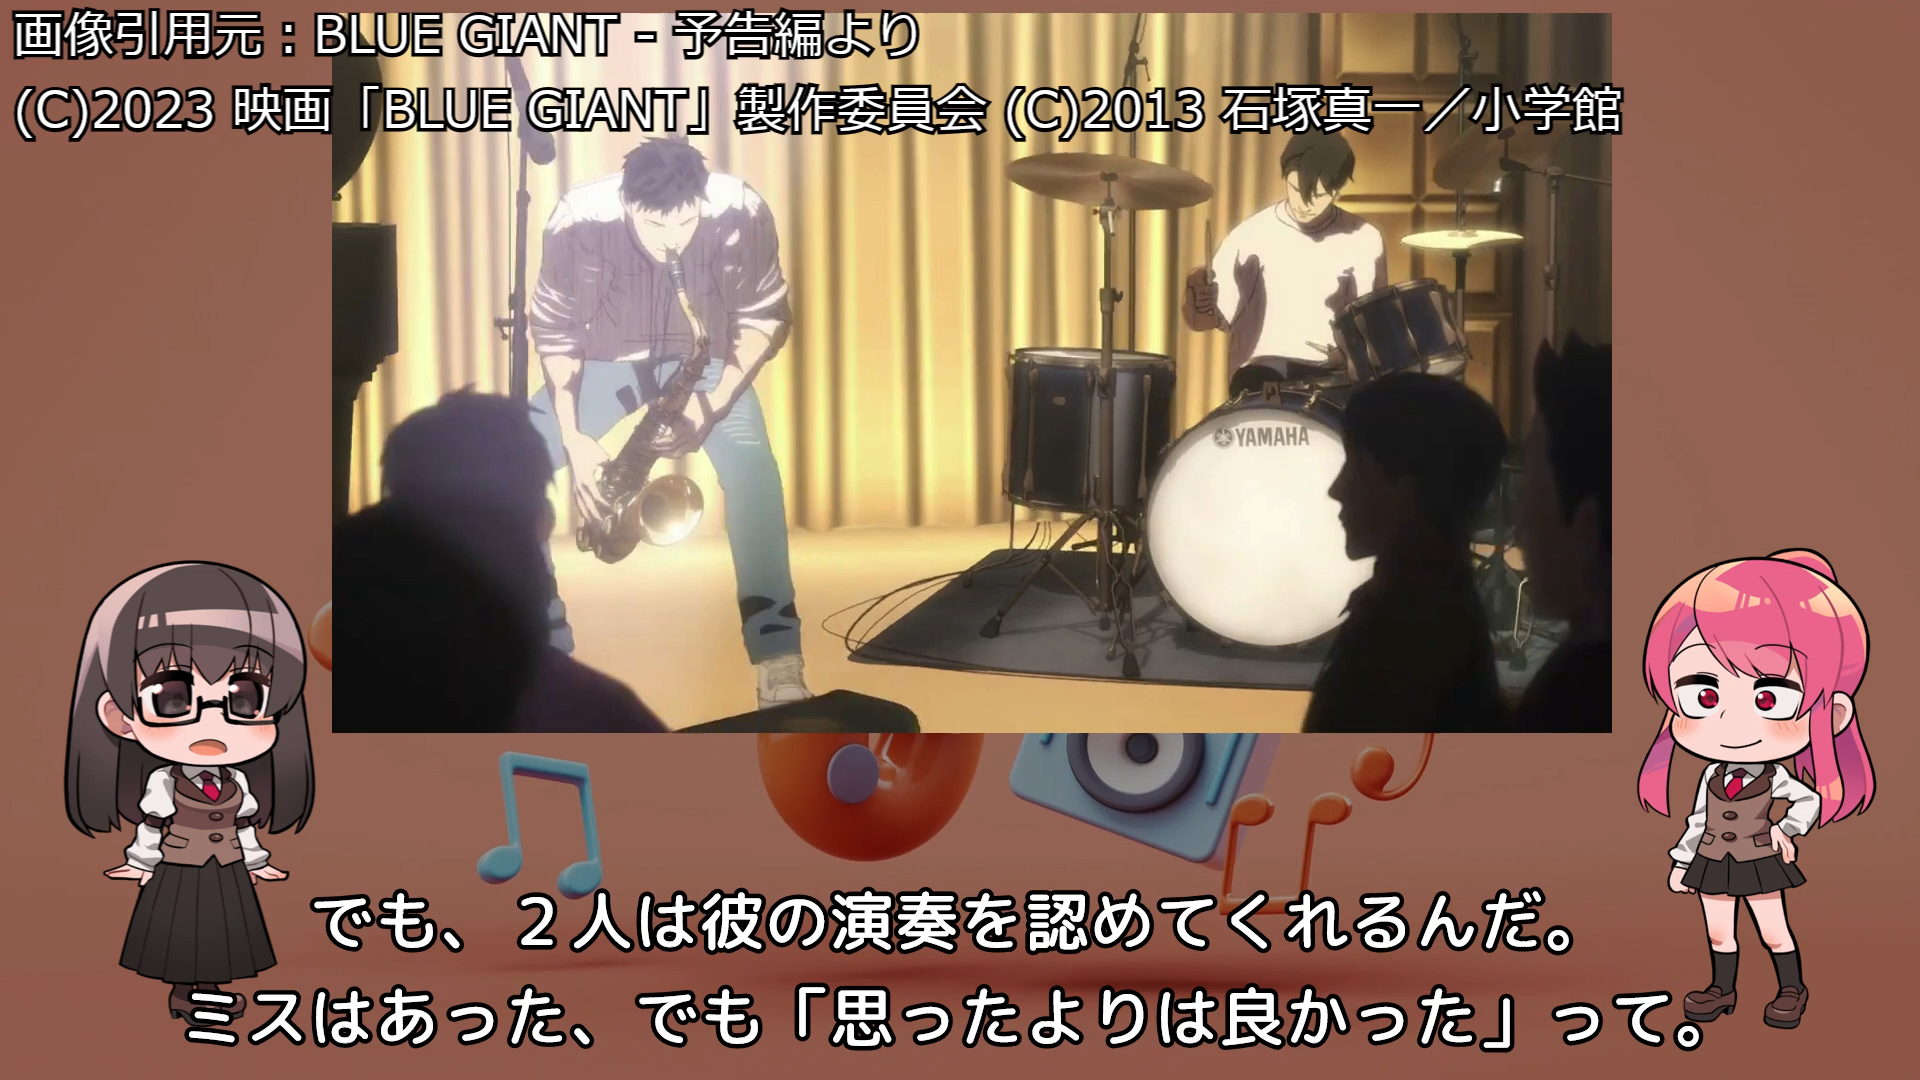 画像引用元：BLUE GIANT - 予告編より
(C)2023 映画「BLUE GIANT」製作委員会 (C)2013 石塚真一／小学館
YAMAHA
でも、２人は彼の演奏を認めてくれるんだ。
ミスはあった、でも「思ったよりは良かった」って。